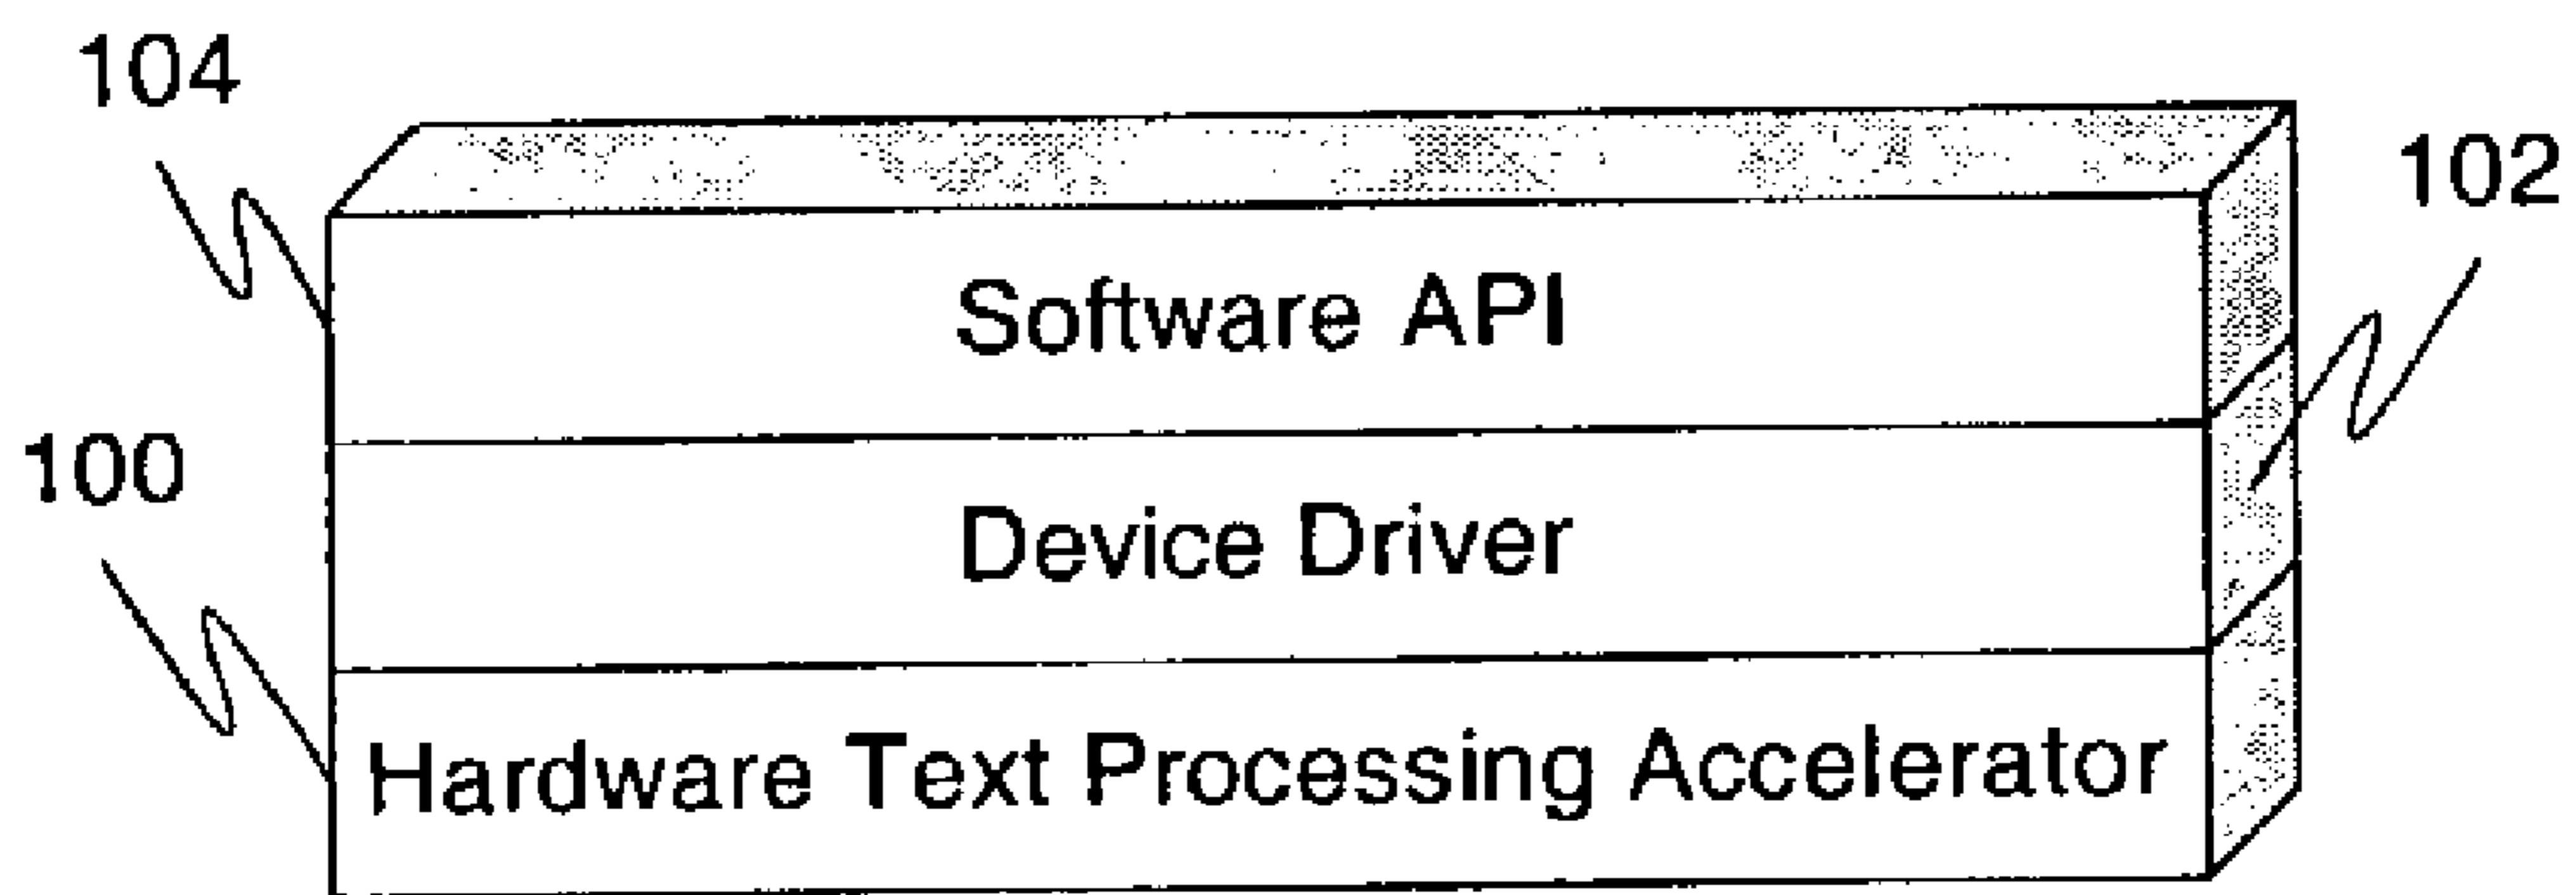 104
102
Software API
100
Device Driver
Hardware Text Processing Accelerator